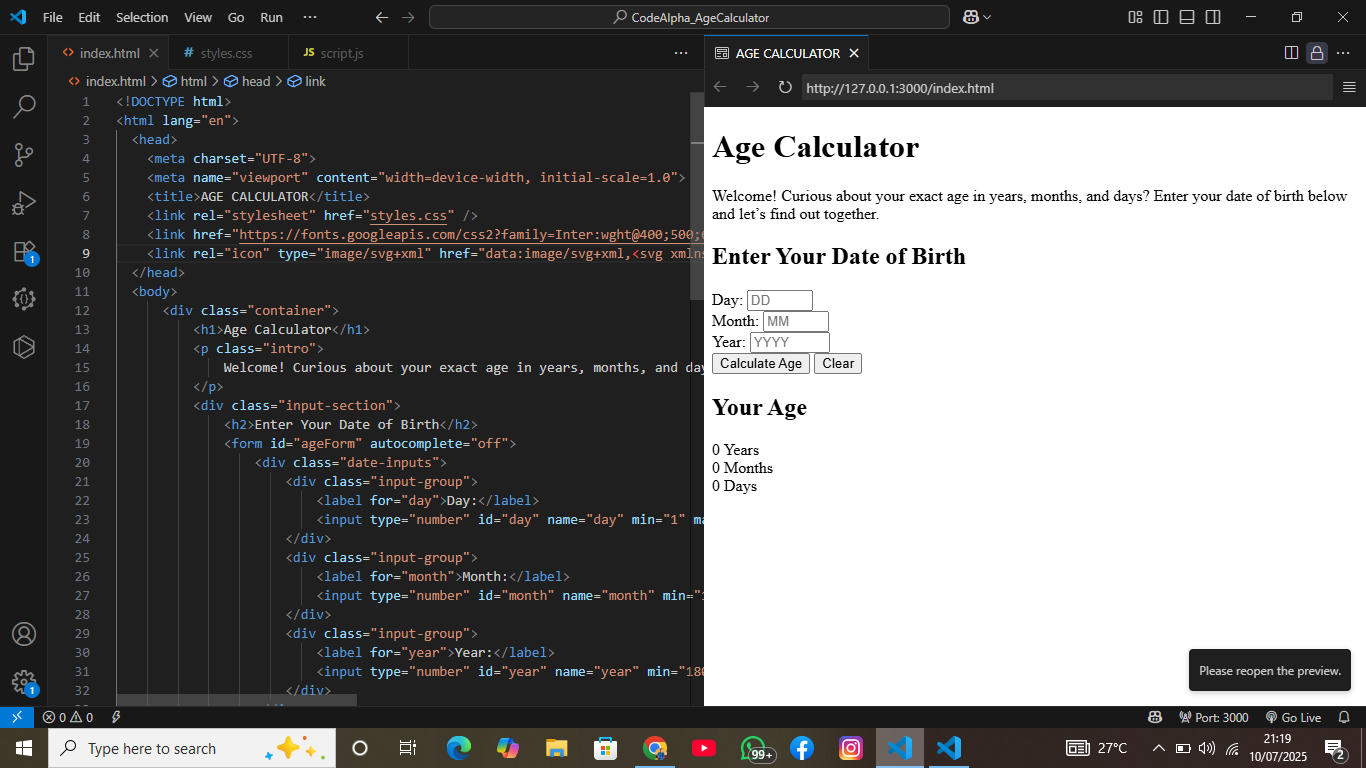 File Edit Selection View Go Run ··· CodeAlpha_AgeCalculator
index.html styles.css JS script.js
AGE CALCULATOR
index.html > html > head > link
http://127.0.0.1:3000/index.html
1 <!DOCTYPE html>
2 <html lang="en">
3 <head>
4 <meta charset="UTF-8">
5 <meta name="viewport" content="width=device-width, initial-scale=1.0">
6 <title>AGE CALCULATOR</title>
7 <link rel="stylesheet" href="styles.css" />
8 <link href="https://fonts.googleapis.com/css2?family=Inter:wght@400;500;
9 <link rel="icon" type="image/svg+xml" href="data:image/svg+xml,<svg xmlns
10 </head>
11 <body>
12 <div class="container">
13 <h1>Age Calculator</h1>
14 <p class="intro">
15 Welcome! Curious about your exact age in years, months, and day
16 </p>
17 <div class="input-section">
18 <h2>Enter Your Date of Birth</h2>
19 <form id="ageForm" autocomplete="off">
20 <div class="date-inputs">
21 <div class="input-group">
22 <label for="day">Day:</label>
23 <input type="number" id="day" name="day" min="1" ma
24 </div>
25 <div class="input-group">
26 <label for="month">Month:</label>
27 <input type="number" id="month" name="month" min="1
28 </div>
29 <div class="input-group">
30 <label for="year">Year:</label>
31 <input type="number" id="year" name="year" min="180
32 </div>
Age Calculator
Welcome! Curious about your exact age in years, months, and days? Enter your date of birth below
and let’s find out together.
Enter Your Date of Birth
Day: DD
Month: MM
Year: YYYY
Calculate Age Clear
Your Age
0 Years
0 Months
0 Days
Please reopen the preview.
1
1
0 0 Port: 3000 Go Live
Type here to search 99+ 27°C 21:19
10/07/2025 2